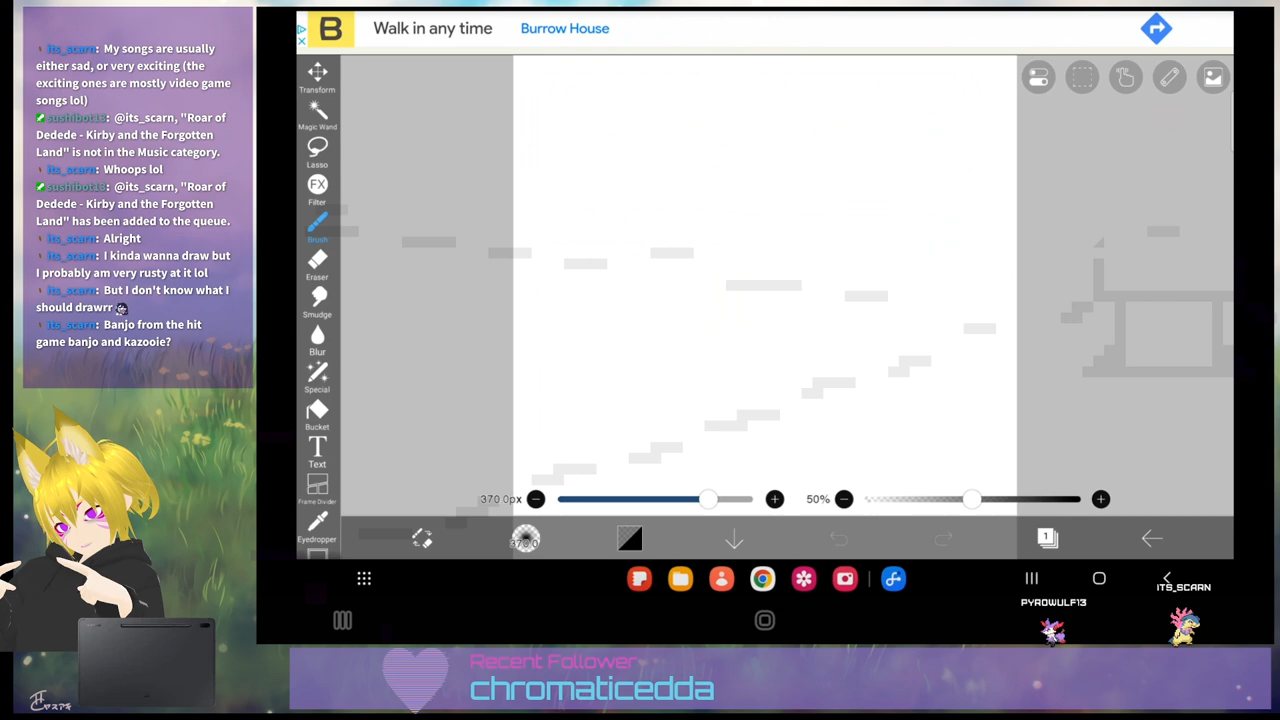 its_scarn: My songs are usually
either sad, or very exciting (the
exciting ones are mostly video game
songs lol)
sushibot13: @its_scarn, "Roar of
Dedede - Kirby and the Forgotten
Land" is not in the Music category.
its_scarn: Whoops lol
sushibot13: @its_scarn, "Roar of
Dedede - Kirby and the Forgotten
Land" has been added to the queue.
its_scarn: Alright
its_scarn: I kinda wanna draw but
I probably am very rusty at it lol
its_scarn: But I don't know what I
should drawrr
its_scarn: Banjo from the hit
game banjo and kazooie?
B
Walk in any time
Burrow House
Transform
Magic Wand
Lasso
FX
Filter
Brush
Eraser
Smudge
Blur
Special
Bucket
T
Text
Frame Divider
Eyedropper
370.0px
50%
370.0
1
ITS_SCARN
PYROWULF13
Recent Follower
chromaticedda